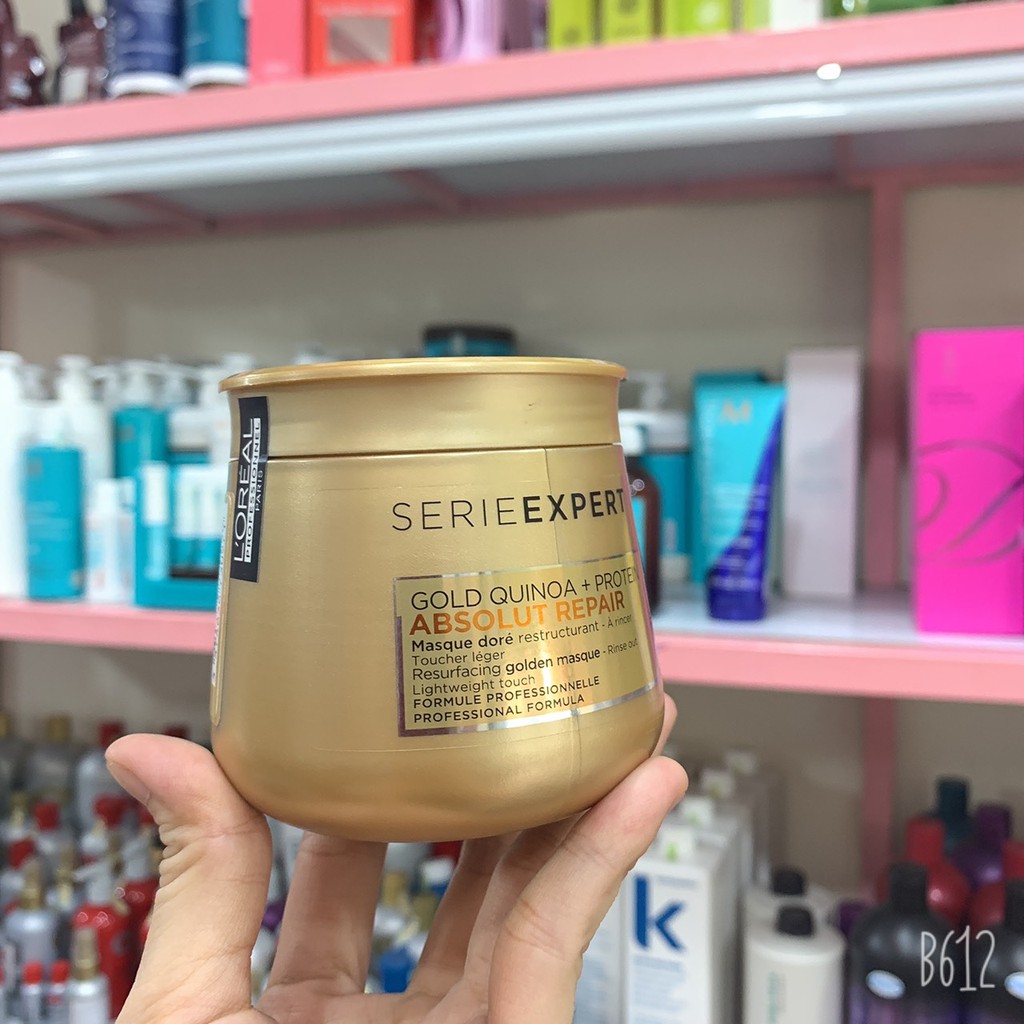 L'ORÉAL
PROFESSIONNEL
PARIS
SERIEEXPERT
GOLD QUINOA + PROTEIN
ABSOLUT REPAIR
Masque doré restructurant - À rincer
Toucher léger
Resurfacing golden masque - Rinse out
Lightweight touch
FORMULE PROFESSIONNELLE
PROFESSIONAL FORMULA
k
B612